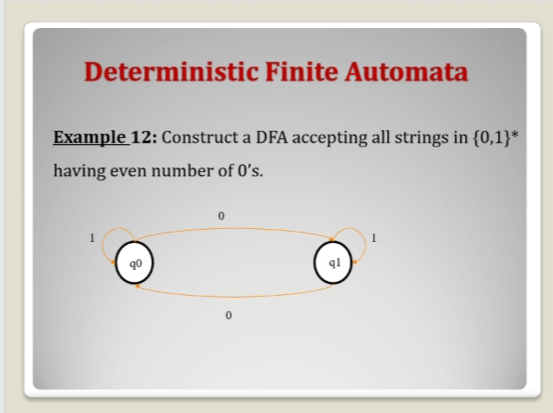 Deterministic Finite Automata
Example 12: Construct a DFA accepting all strings in {0,1}*
having even number of 0's.
0
1
1
q0
q1
0